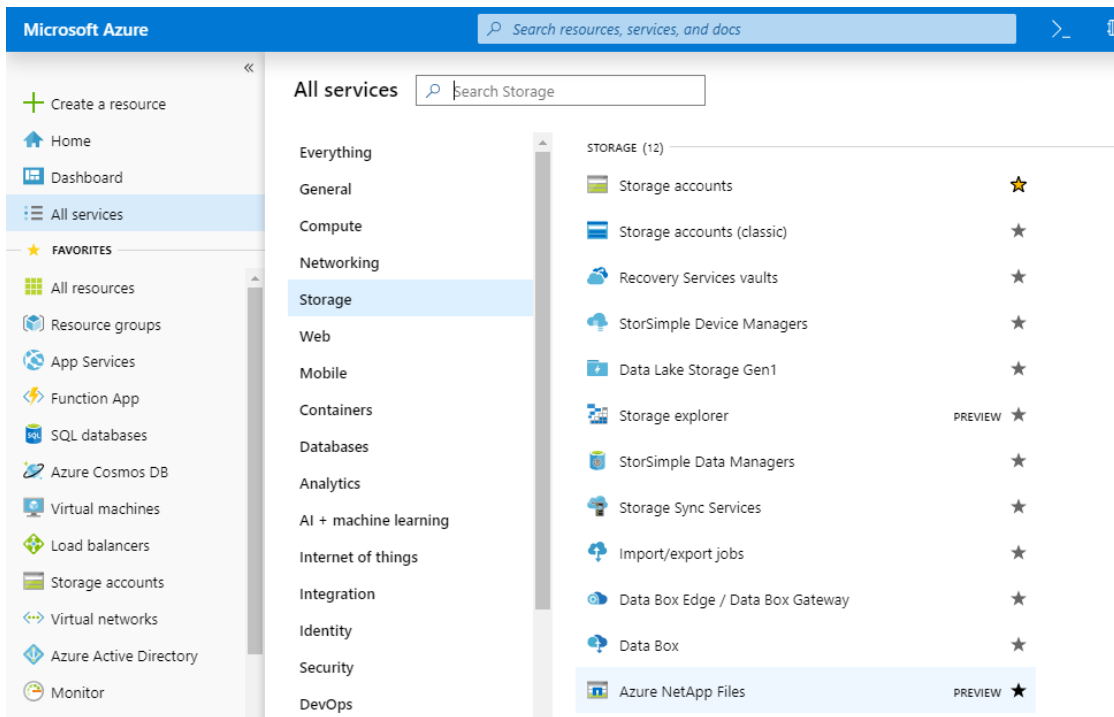 Microsoft Azure
Search resources, services, and docs
Create a resource
Home
Dashboard
All services
FAVORITES
All resources
Resource groups
App Services
Function App
SQL databases
Azure Cosmos DB
Virtual machines
Load balancers
Storage accounts
Virtual networks
Azure Active Directory
Monitor
All services
Search Storage
Everything
General
Compute
Networking
Storage
Web
Mobile
Containers
Databases
Analytics
AI + machine learning
Internet of things
Integration
Identity
Security
DevOps
STORAGE (12)
Storage accounts
Storage accounts (classic)
Recovery Services vaults
StorSimple Device Managers
Data Lake Storage Gen1
Storage explorer PREVIEW
StorSimple Data Managers
Storage Sync Services
Import/export jobs
Data Box Edge / Data Box Gateway
Data Box
Azure NetApp Files PREVIEW